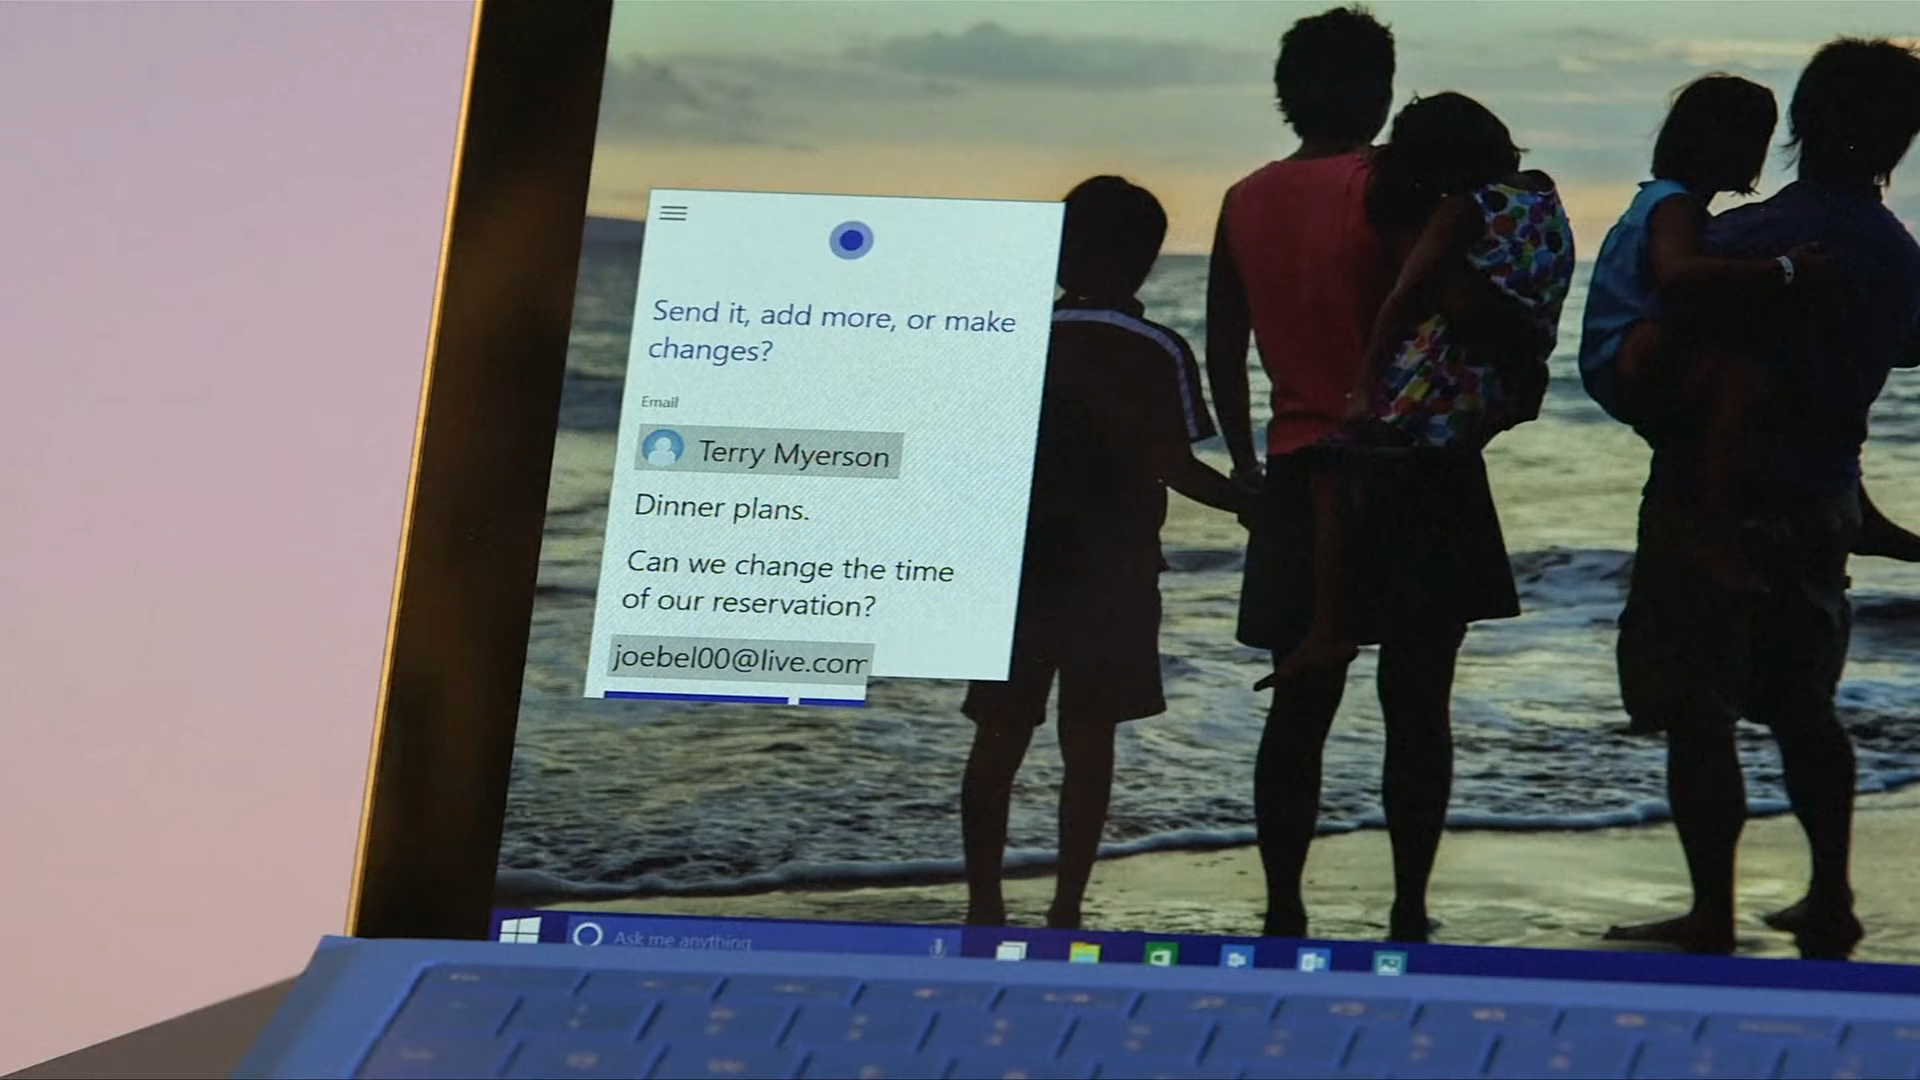 Send it, add more, or make
changes?
Email
Terry Myerson
Dinner plans.
Can we change the time
of our reservation?
joebel00@live.com
Ask me anything